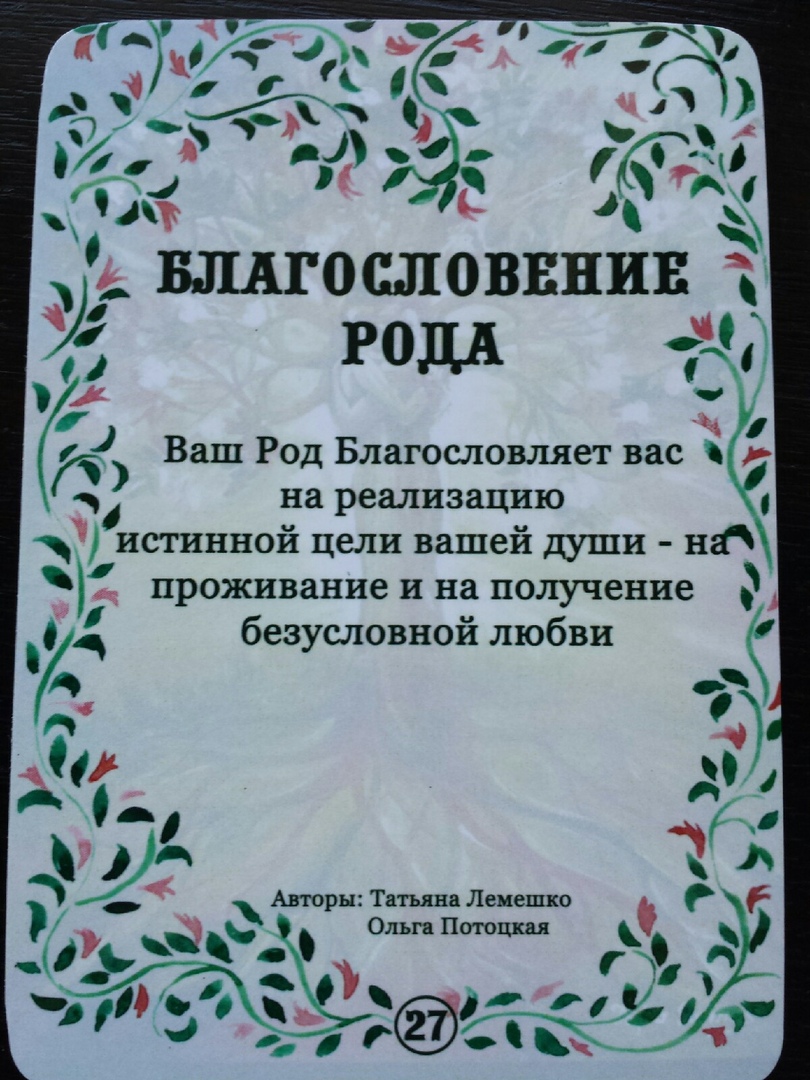 БЛАГОСЛОВЕНИЕ
РОДА
Ваш Род Благословляет вас
на реализацию
истинной цели вашей души - на
проживание и на получение
безусловной любви
Авторы: Татьяна Лемешко
Ольга Потоцкая
27